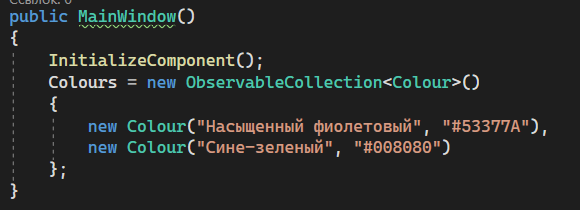 Ссылок: 0
public MainWindow()
{
InitializeComponent();
Colours = new ObservableCollection<Colour>()
{
new Colour("Насыщенный фиолетовый", "#53377A"),
new Colour("Сине-зеленый", "#008080")
};
}